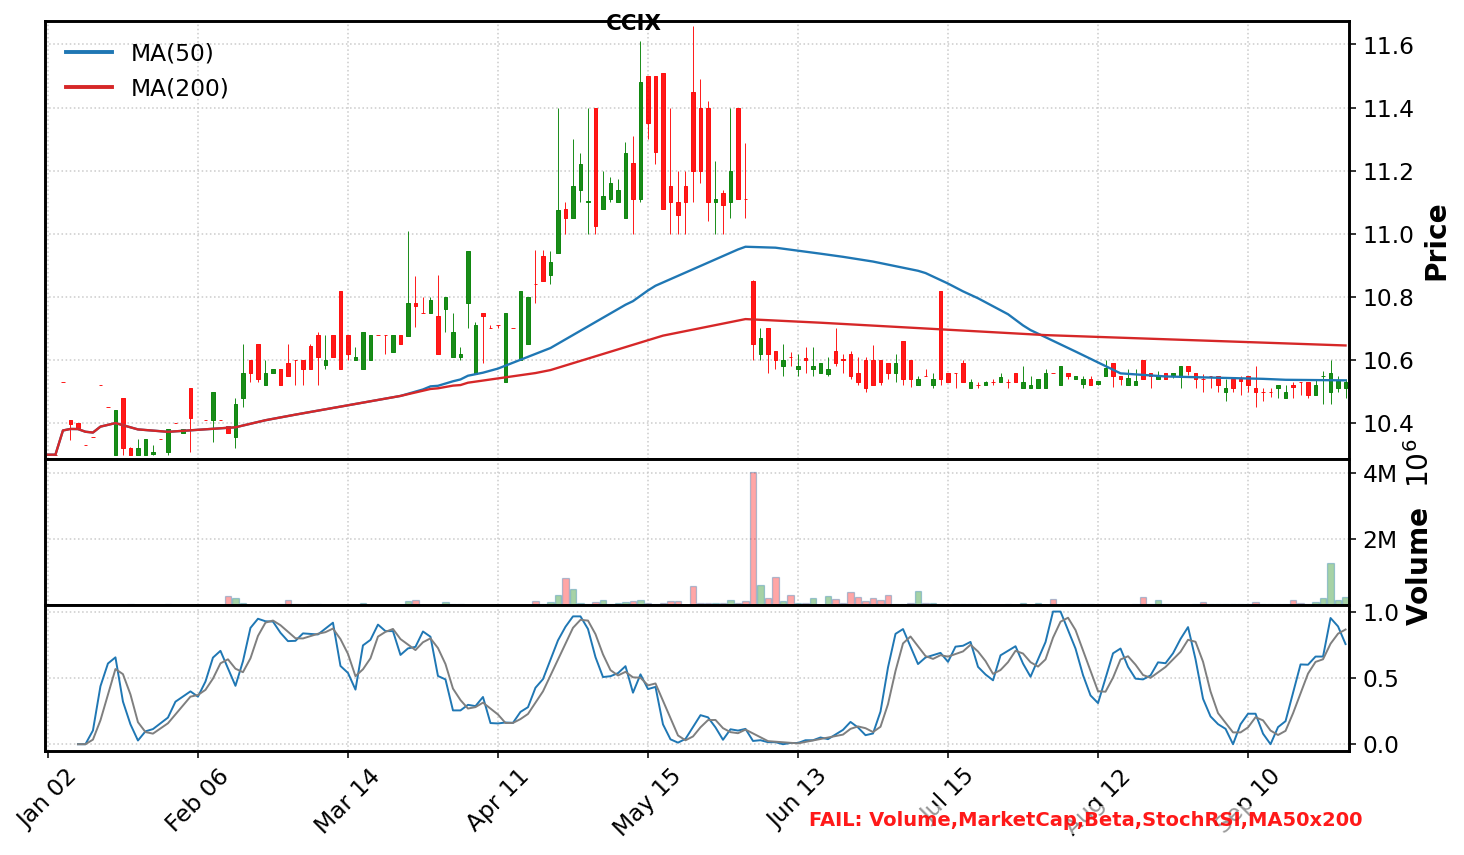 CCIX
MA(50)
MA(200)
11.6
11.4
11.2
11.0
10.8
10.6
10.4
Price
4M
2M
Volume 10^6
1.0
0.5
0.0
Jan 02
Feb 06
Mar 14
Apr 11
May 15
Jun 13
Jul 15
Aug 12
Sep 10
FAIL: Volume,MarketCap,Beta,StochRSI,MA50x200